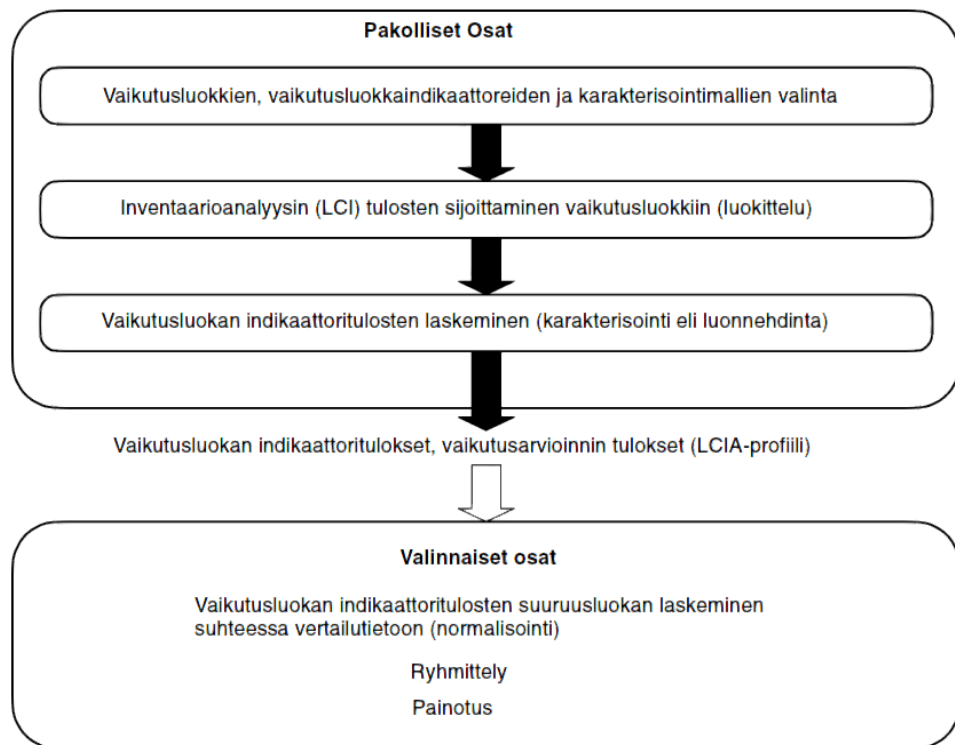 Pakolliset Osat
Vaikutusluokkien, vaikutusluokkaindikaattoreiden ja karakterisointimallien valinta
Inventaarioanalyysin (LCI) tulosten sijoittaminen vaikutusluokkiin (luokittelu)
Vaikutusluokan indikaattoritulosten laskeminen (karakterisointi eli luonnehdinta)
Vaikutusluokan indikaattoritulokset, vaikutusarvioinnin tulokset (LCIA-profiili)
Valinnaiset osat
Vaikutusluokan indikaattoritulosten suuruusluokan laskeminen
suhteessa vertailutietoon (normalisointi)
Ryhmittely
Painotus